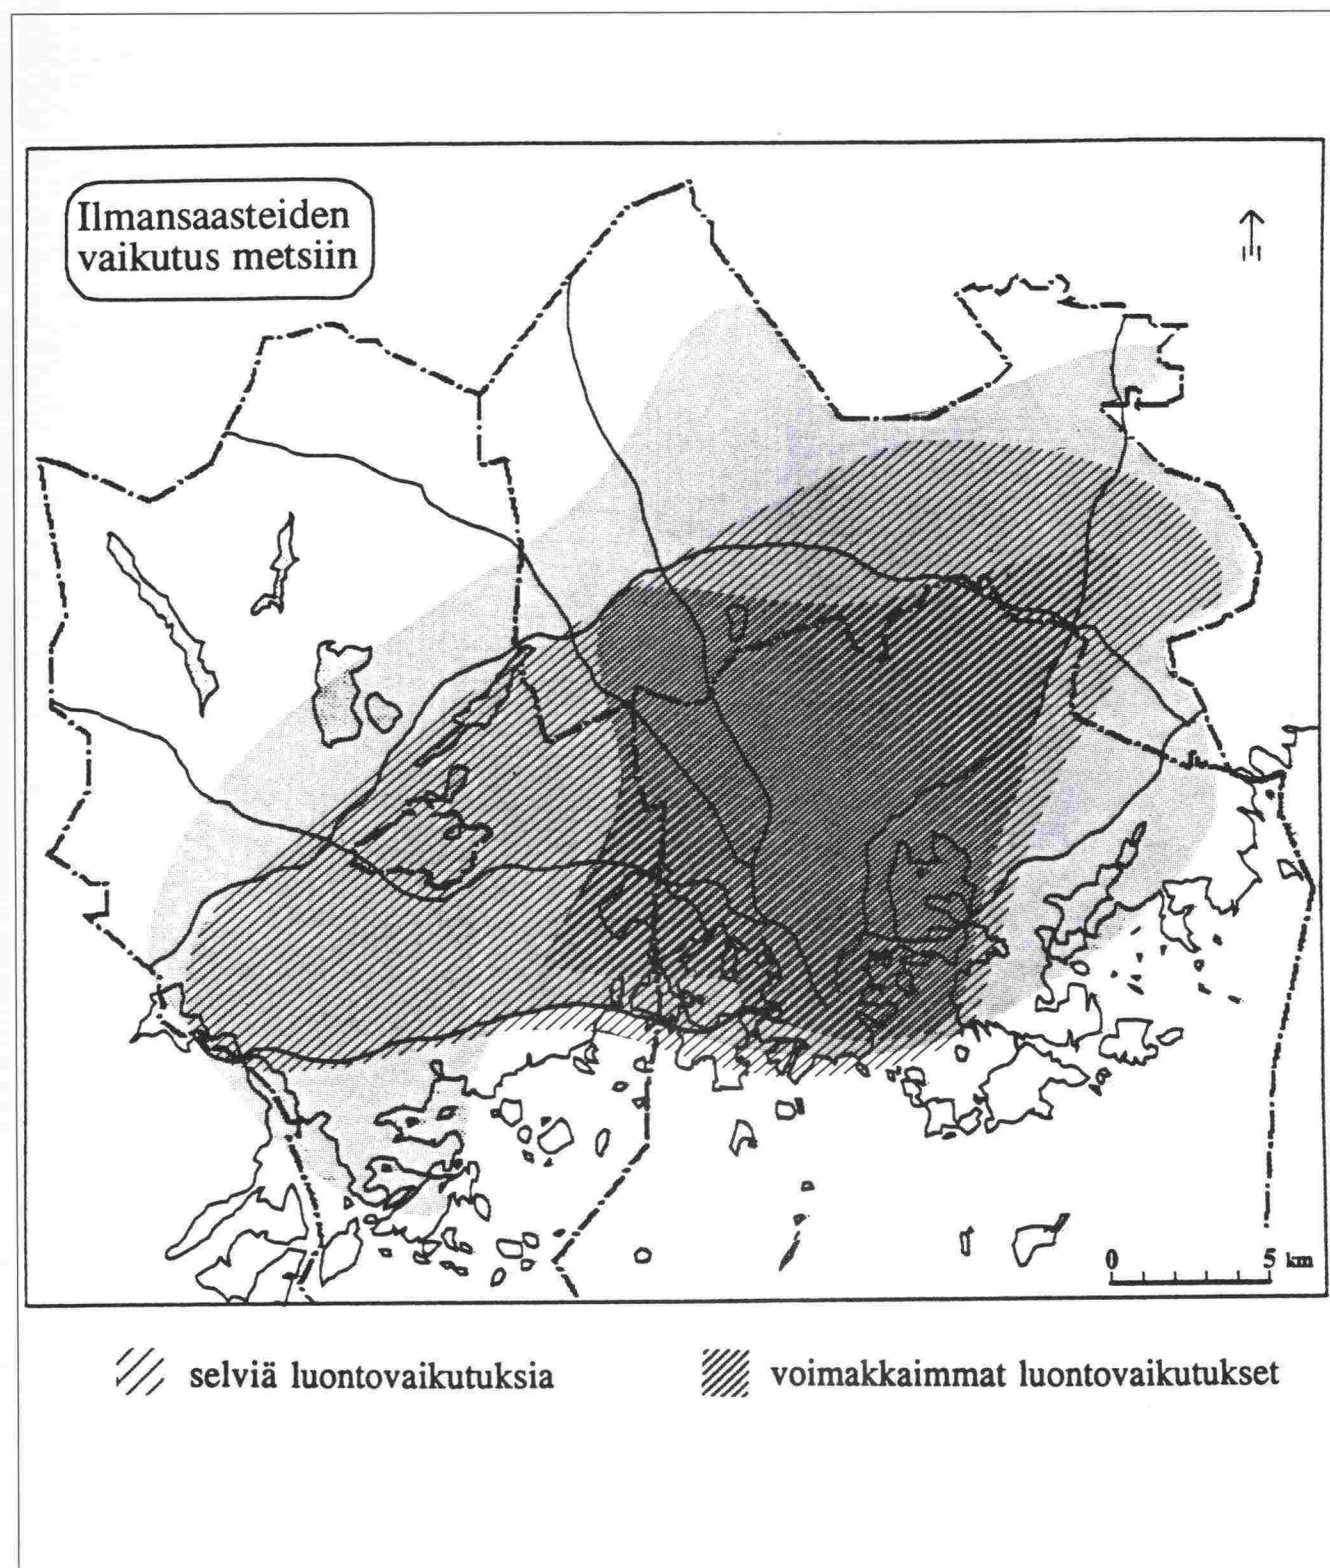 Ilmansaasteiden
vaikutus metsiin
0 5 km
selviä luontovaikutuksia
voimakkaimmat luontovaikutukset